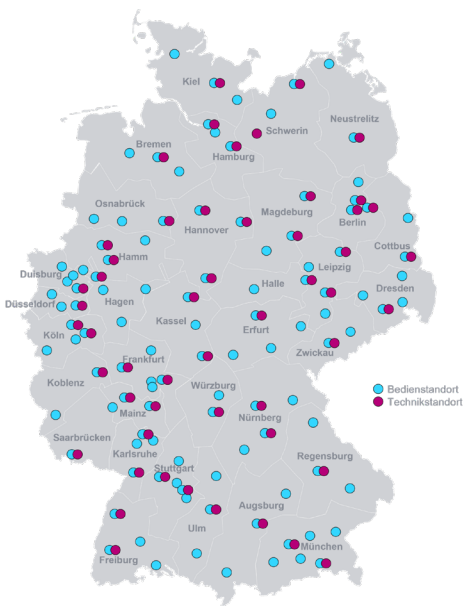 Kiel
Neustrelitz
Schwerin
Bremen
Hamburg
Osnabrück
Magdeburg
Hannover
Berlin
Cottbus
Hamm
Duisburg
Leipzig
Halle
Dresden
Düsseldorf
Hagen
Kassel
Erfurt
Köln
Zwickau
Frankfurt
Koblenz
Würzburg
Bedienstandort
Technikstandort
Mainz
Nürnberg
Saarbrücken
Karlsruhe
Regensburg
Stuttgart
Augsburg
Ulm
München
Freiburg